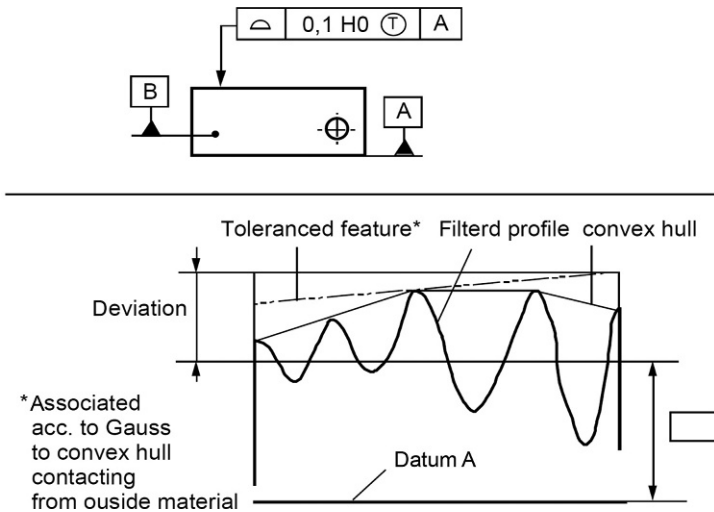 ⌓ 0,1 H0 Ⓣ A
B
A
Toleranced feature* Filterd profile convex hull
Deviation
*Associated
acc. to Gauss
to convex hull
contacting
from ouside material
Datum A